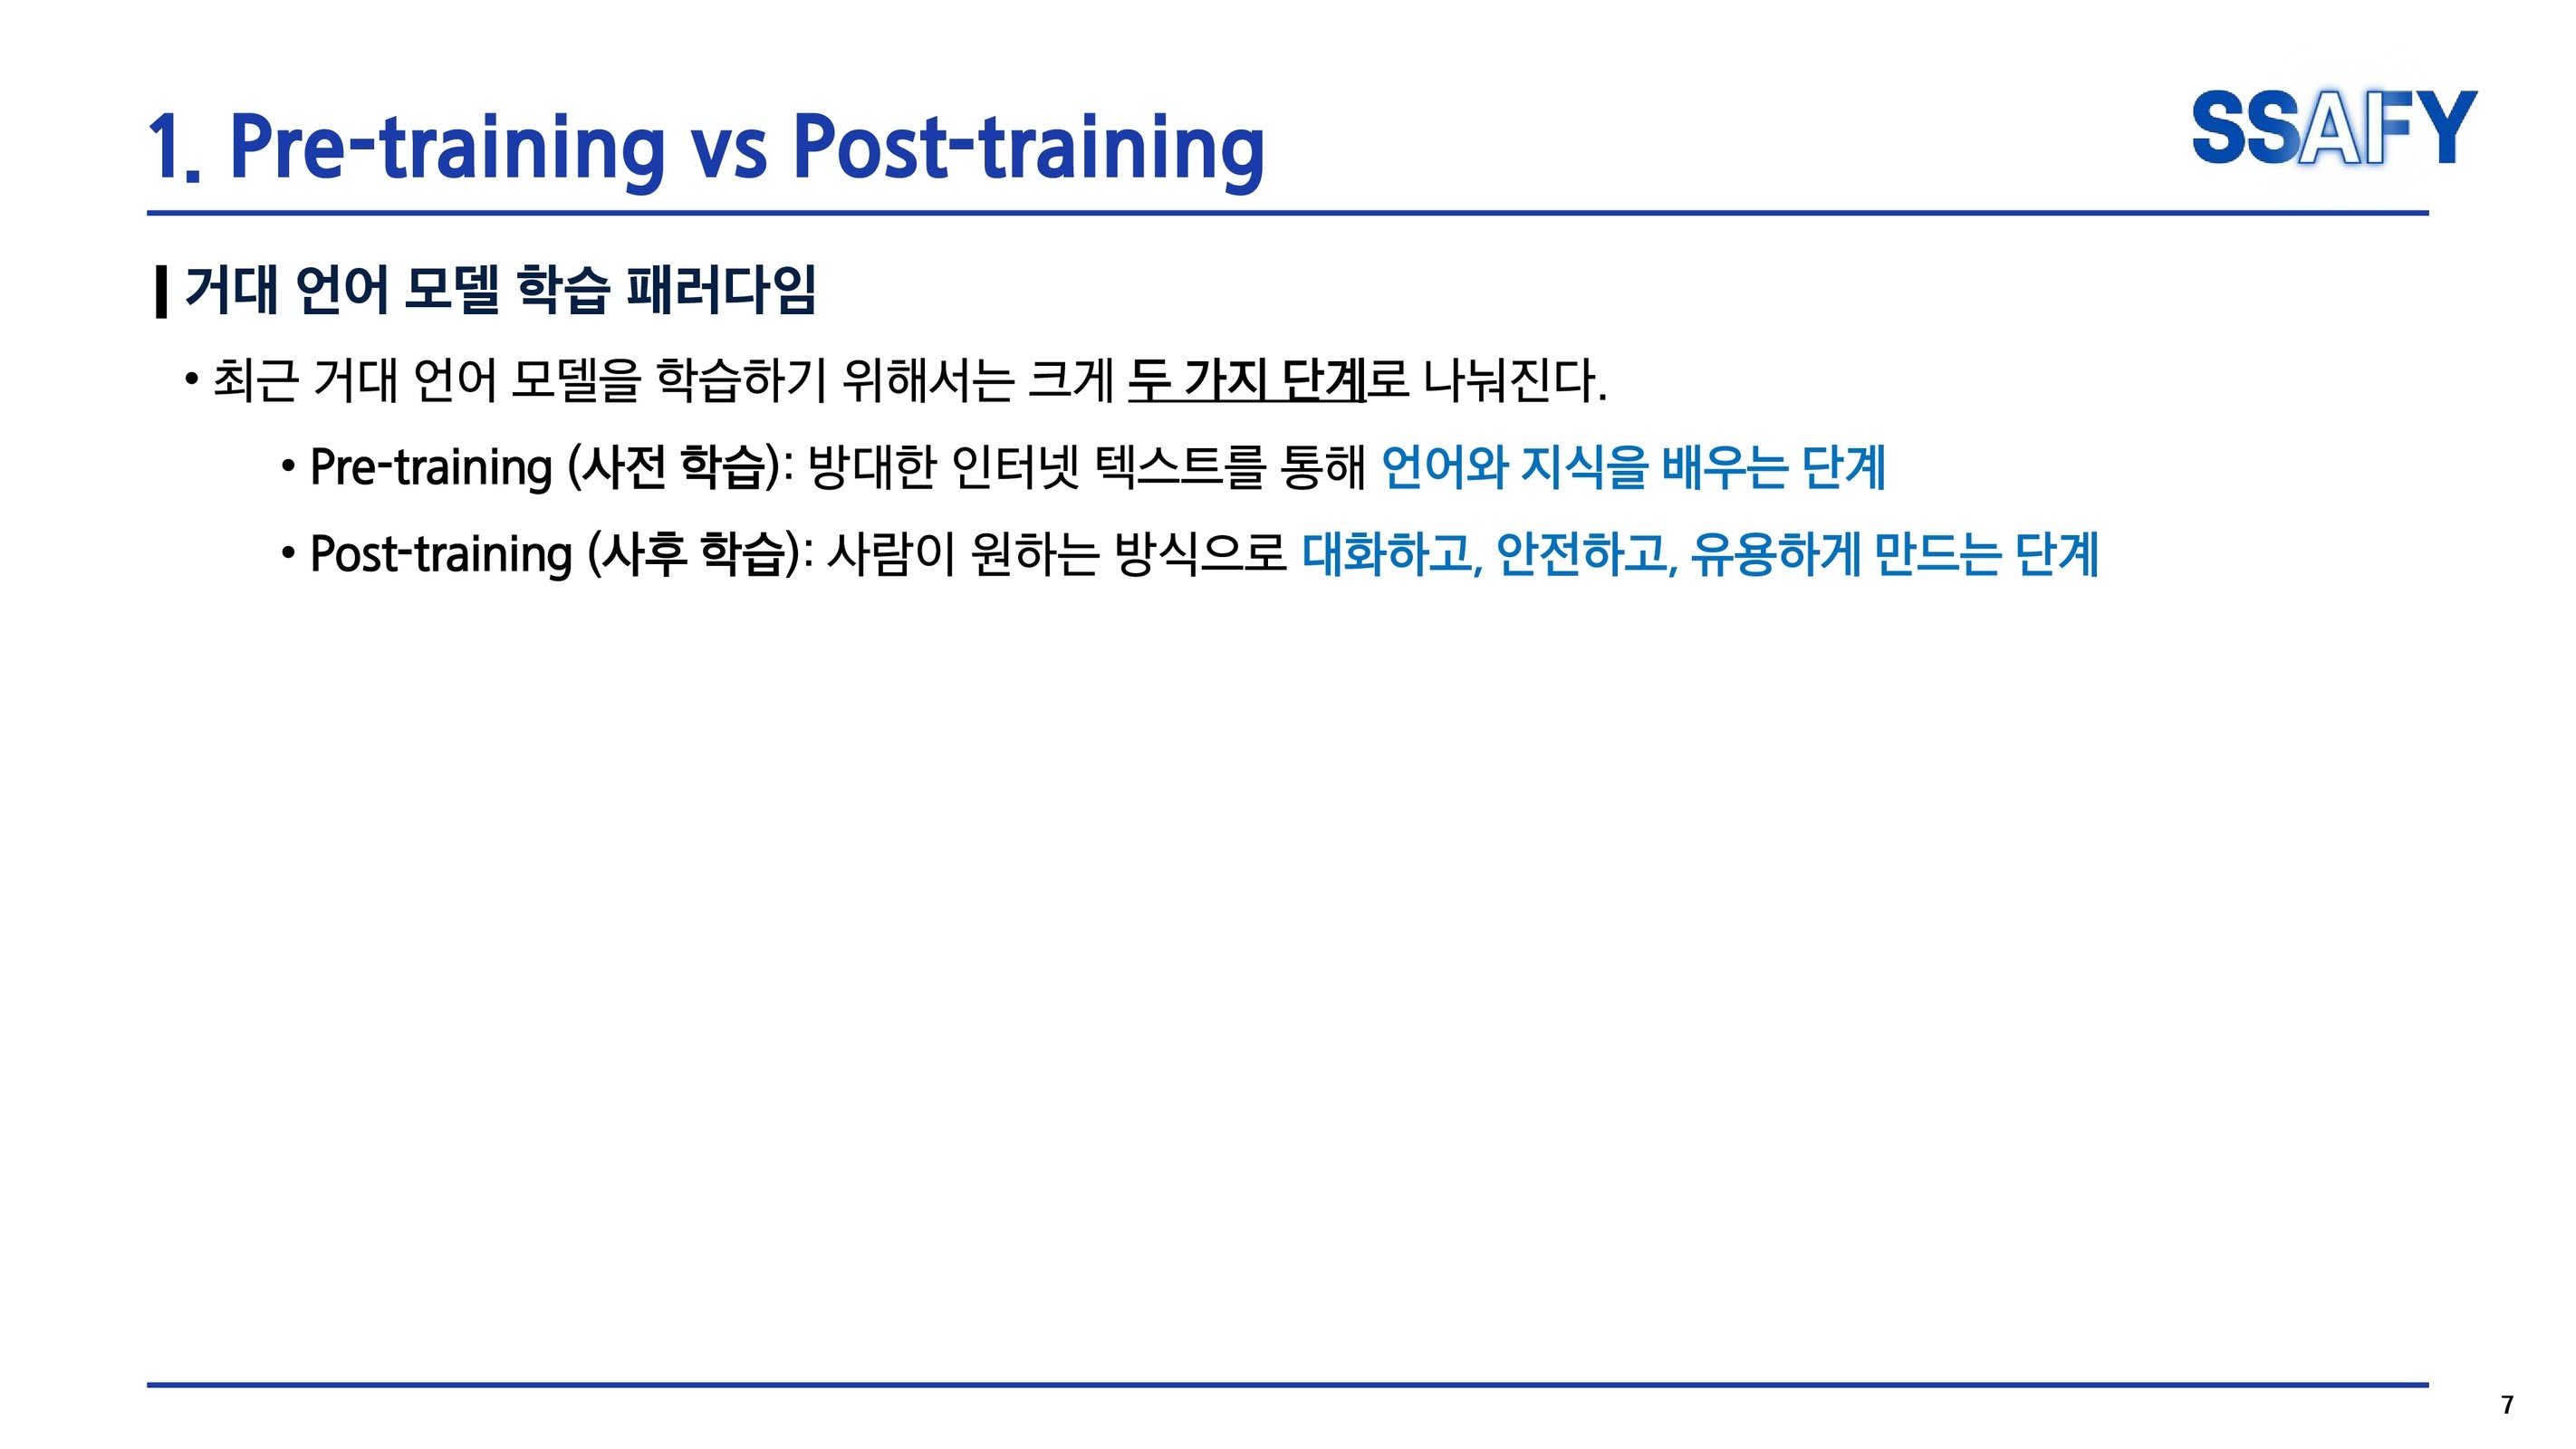 1. Pre-training vs Post-training
SSAFY
거대 언어 모델 학습 패러다임
• 최근 거대 언어 모델을 학습하기 위해서는 크게 두 가지 단계로 나눠진다.
• Pre-training (사전 학습): 방대한 인터넷 텍스트를 통해 언어와 지식을 배우는 단계
• Post-training (사후 학습): 사람이 원하는 방식으로 대화하고, 안전하고, 유용하게 만드는 단계
7